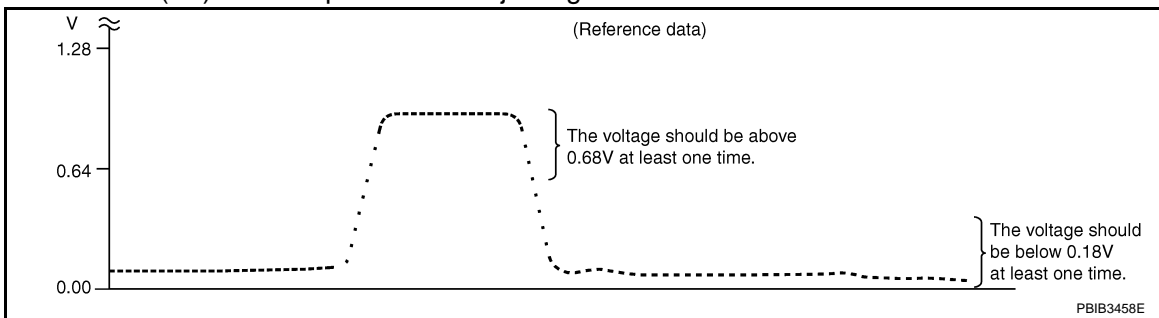 V
(Reference data)
1.28
The voltage should be above
0.68V at least one time.
0.64
The voltage should
be below 0.18V
at least one time.
0.00
PBIB3458E